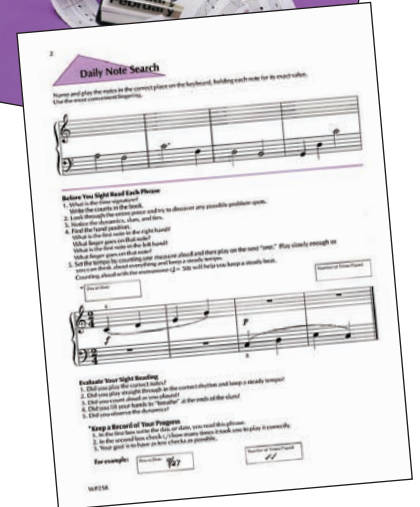 February
2
Daily Note Search
Name and play the notes in the correct place on the keyboard, holding each note for its exact value.
Use the most convenient fingering.
Before You Sight Read Each Phrase
1. What is the time signature?
Write the counts in the book.
2. Look through the entire piece and try to discover any possible problem spots.
3. Notice the dynamics, slurs, and ties.
4. Find the hand position.
What is the first note in the right hand?
What finger goes on that note?
What is the first note in the left hand?
What finger goes on that note?
5. Set the tempo by counting one measure aloud and then play on the next "one." Play slowly enough so
you can think about everything and keep a steady tempo.
Counting aloud with the metronome (♩= 50) will help you keep a steady beat.
* Day or Date
Number of Times Played
f
p
Evaluate Your Sight Reading
1. Did you play the correct notes?
2. Did you play straight through in the correct rhythm and keep a steady tempo?
3. Did you count aloud as you played?
4. Did you lift your hands to "breathe" at the ends of the slurs?
5. Did you observe the dynamics?
*Keep a Record of Your Progress
1. In the first box write the day, or date, you read this phrase.
2. In the second box check (✓) how many times it took you to play it correctly.
3. Your goal is to have as few checks as possible.
For example:
Day or Date
Number of Times Played
✓✓
WP258